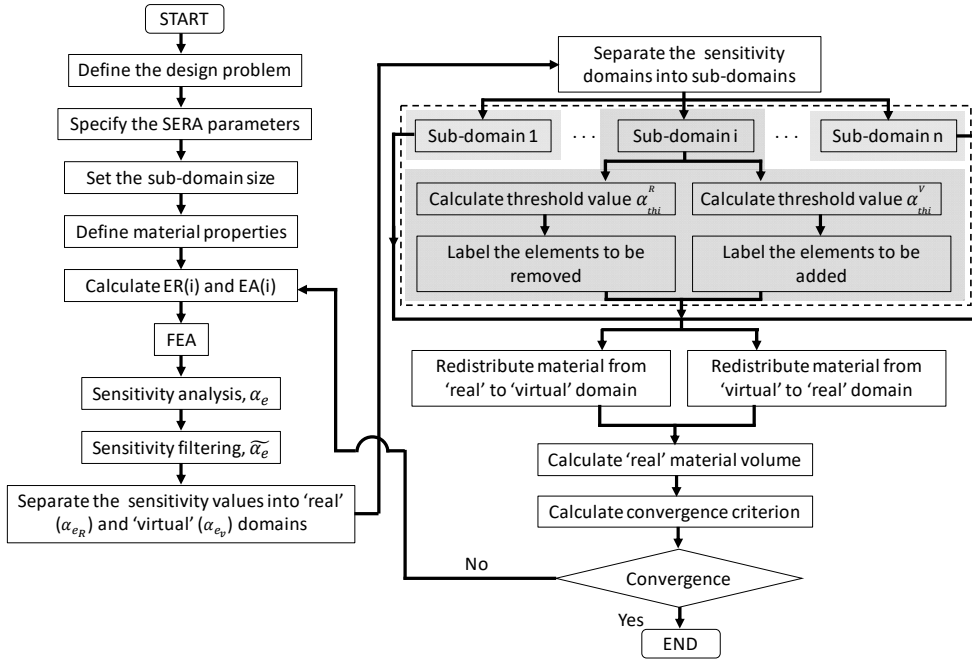 START
Define the design problem
Specify the SERA parameters
Set the sub-domain size
Define material properties
Calculate ER(i) and EA(i)
FEA
Sensitivity analysis, αₑ
Sensitivity filtering, α̃ₑ
Separate the sensitivity values into ‘real’
(α_{e_R}) and ‘virtual’ (α_{e_v}) domains
Separate the sensitivity
domains into sub-domains
Sub-domain 1 ··· Sub-domain i ··· Sub-domain n
Calculate threshold value α_{thi}^{R}
Calculate threshold value α_{thi}^{V}
Label the elements to be
removed
Label the elements to be
added
Redistribute material from
‘real’ to ‘virtual’ domain
Redistribute material from
‘virtual’ to ‘real’ domain
Calculate ‘real’ material volume
Calculate convergence criterion
Convergence
No
Yes
END